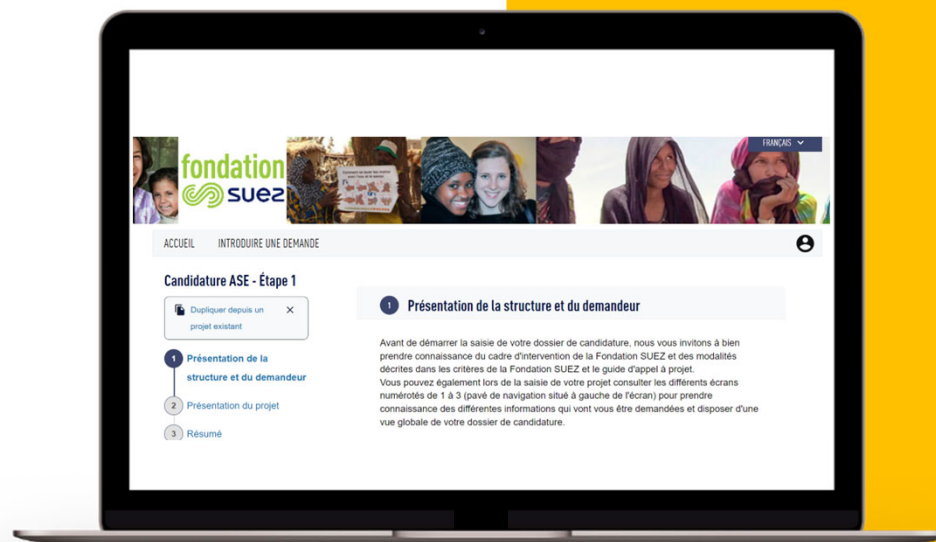 FRANÇAIS
fondation
suez
ACCUEIL INTRODUIRE UNE DEMANDE
Candidature ASE - Étape 1
Dupliquer depuis un
projet existant
1 Présentation de la
structure et du demandeur
2 Présentation du projet
3 Résumé
1 Présentation de la structure et du demandeur
Avant de démarrer la saisie de votre dossier de candidature, nous vous invitons à bien
prendre connaissance du cadre d'intervention de la Fondation SUEZ et des modalités
décrites dans les critères de la Fondation SUEZ et le guide d'appel à projet.
Vous pouvez également lors de la saisie de votre projet consulter les différents écrans
numérotés de 1 à 3 (pavé de navigation situé à gauche de l'écran) pour prendre
connaissance des différentes informations qui vont vous être demandées et disposer d'une
vue globale de votre dossier de candidature.